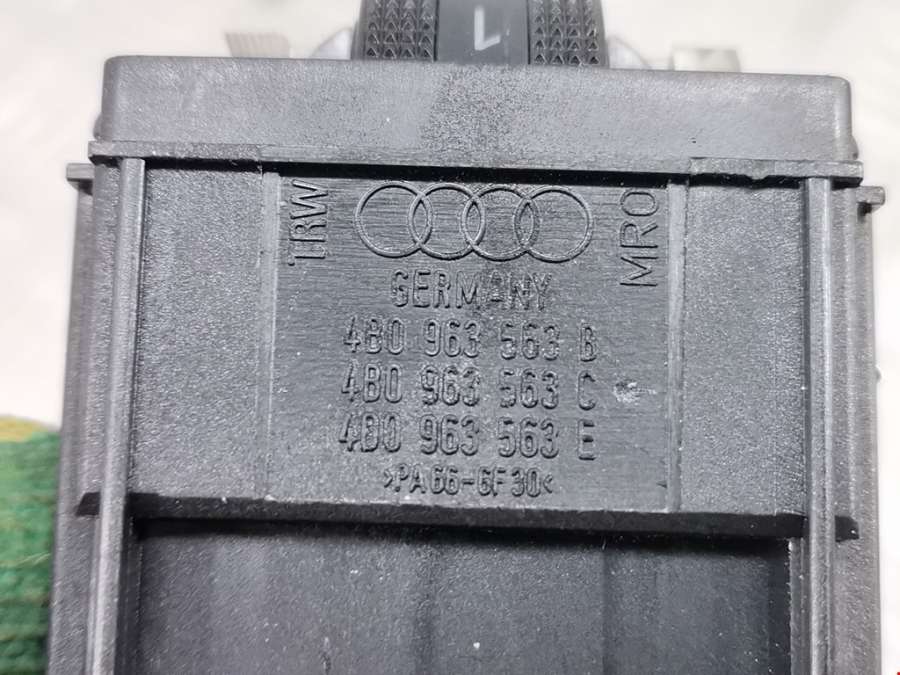 L
TRW
MRO
GERMANY
4B0 963 563 B
4B0 963 563 C
4B0 963 563 E
>PA66-GF30<